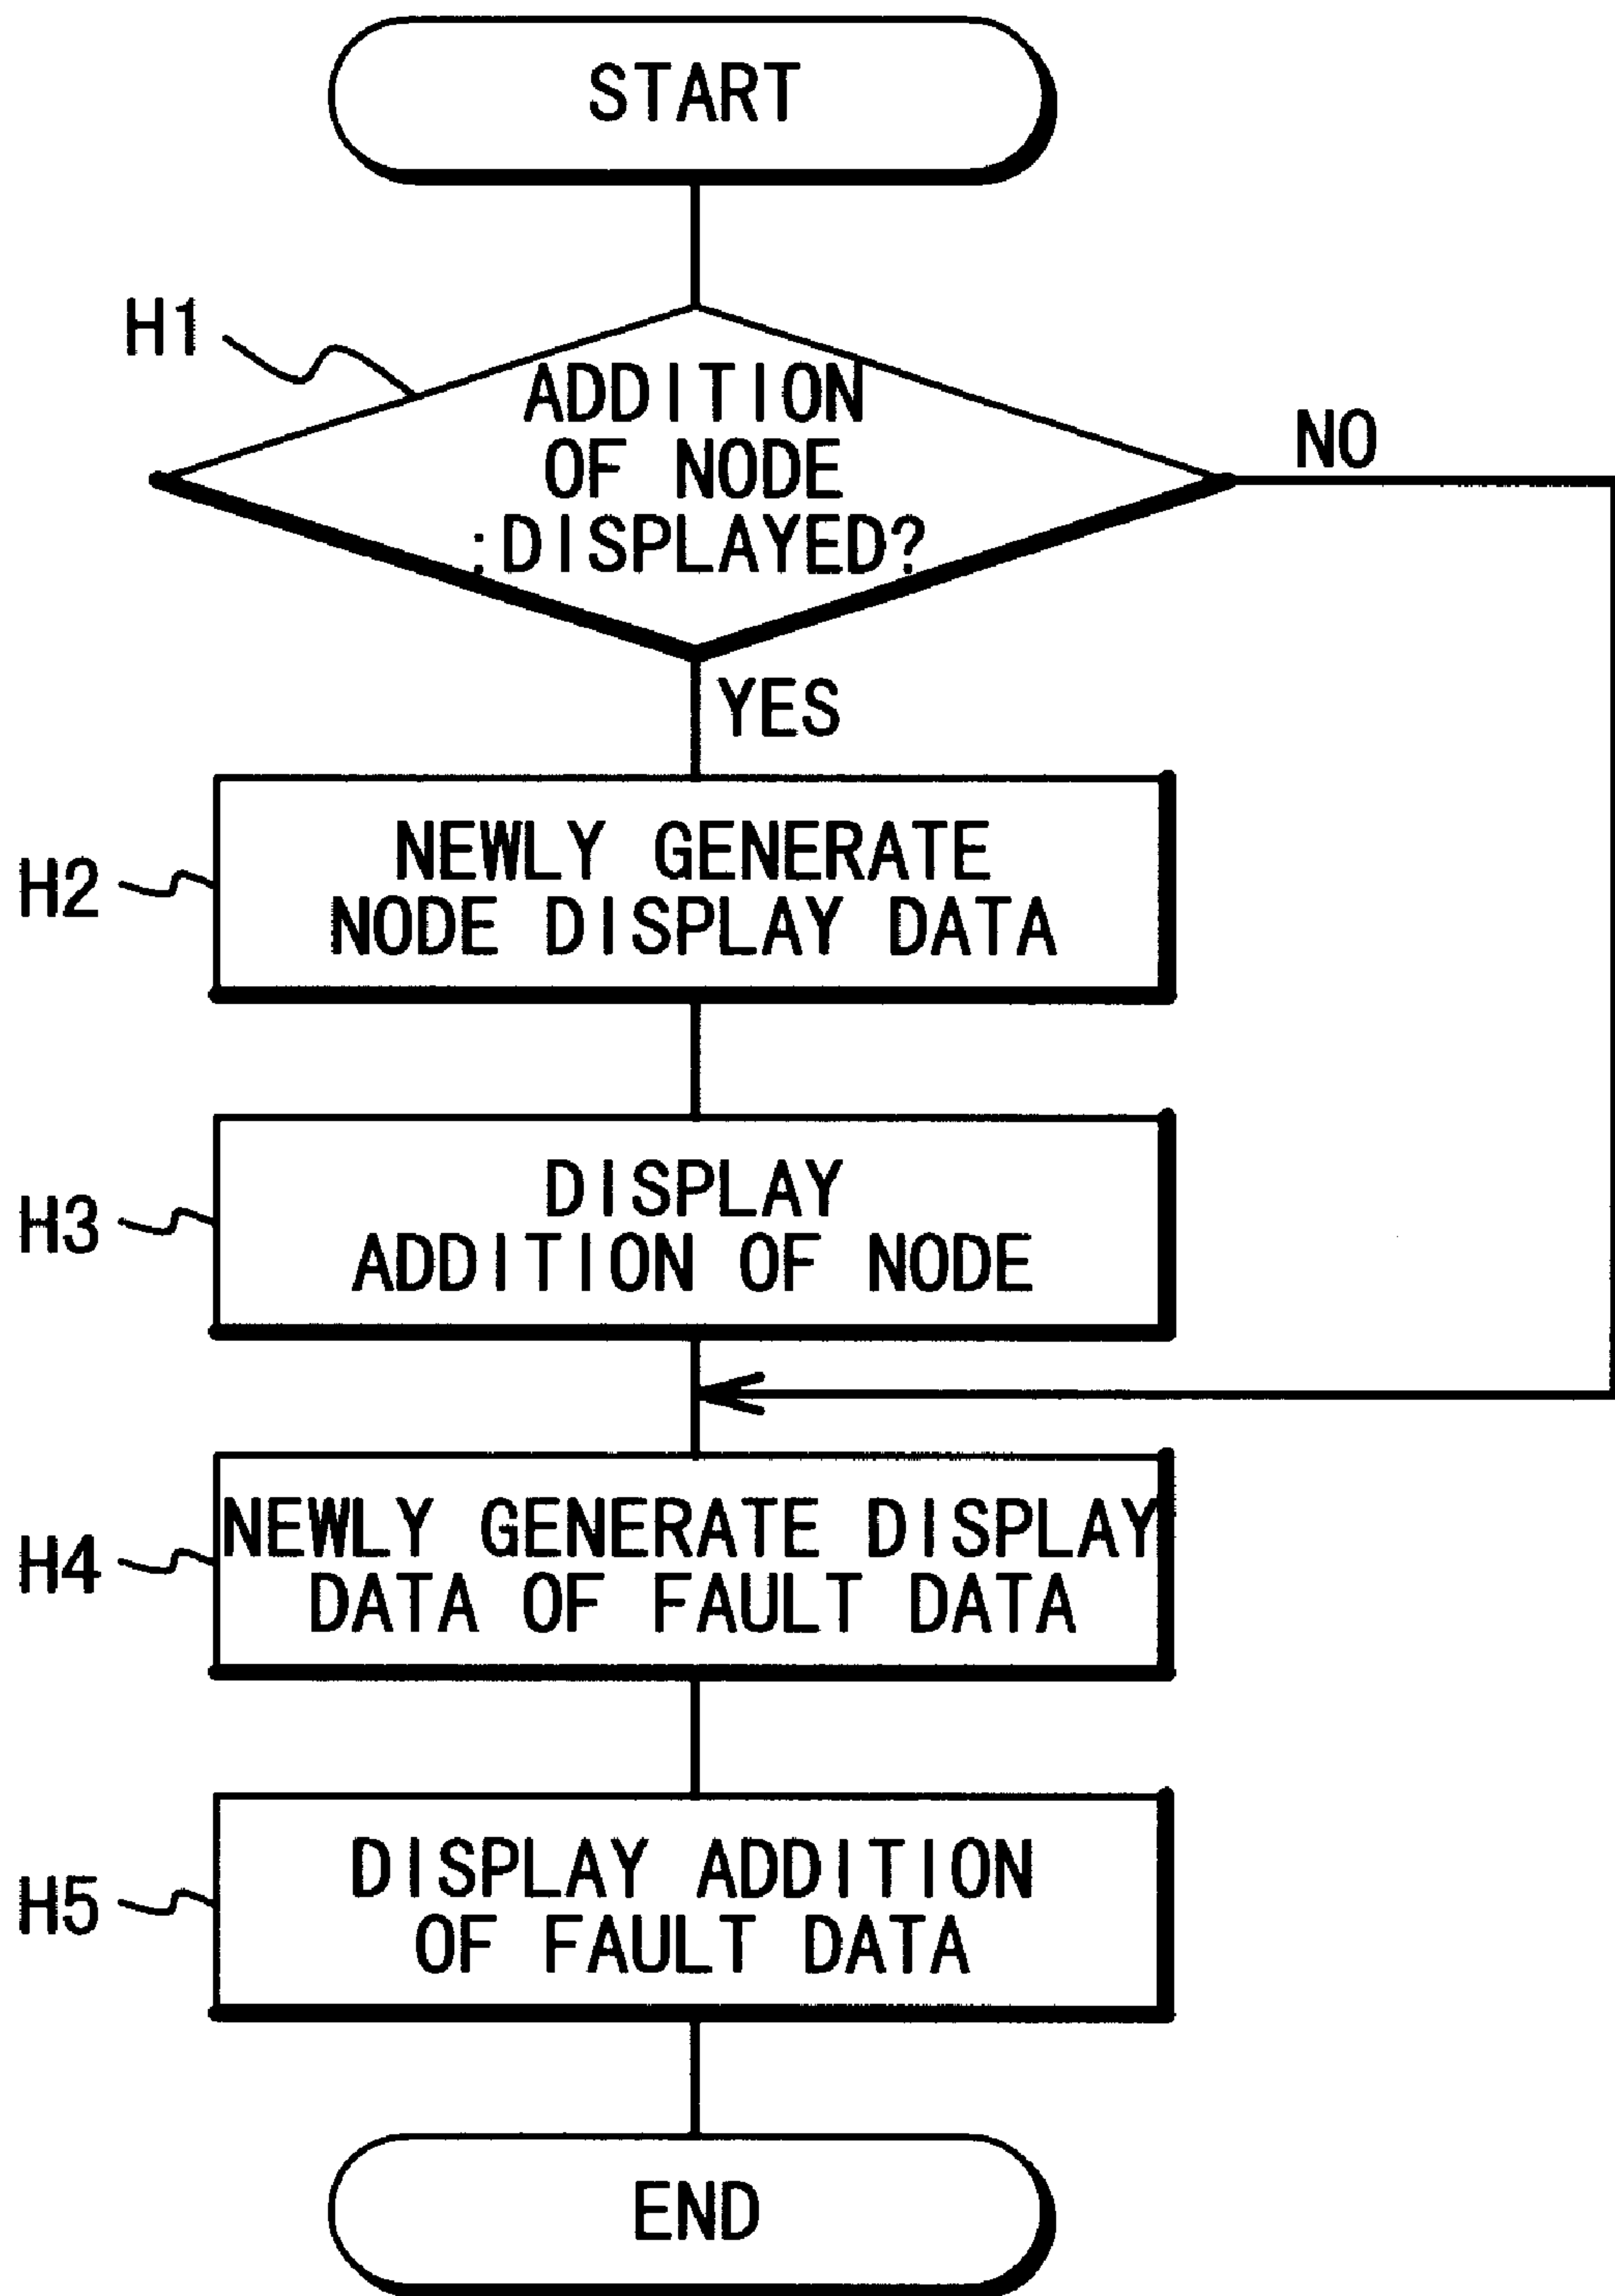 START
H1
ADDITION
OF NODE
:DISPLAYED?
NO
YES
H2
NEWLY GENERATE
NODE DISPLAY DATA
H3
DISPLAY
ADDITION OF NODE
H4
NEWLY GENERATE DISPLAY
DATA OF FAULT DATA
H5
DISPLAY ADDITION
OF FAULT DATA
END